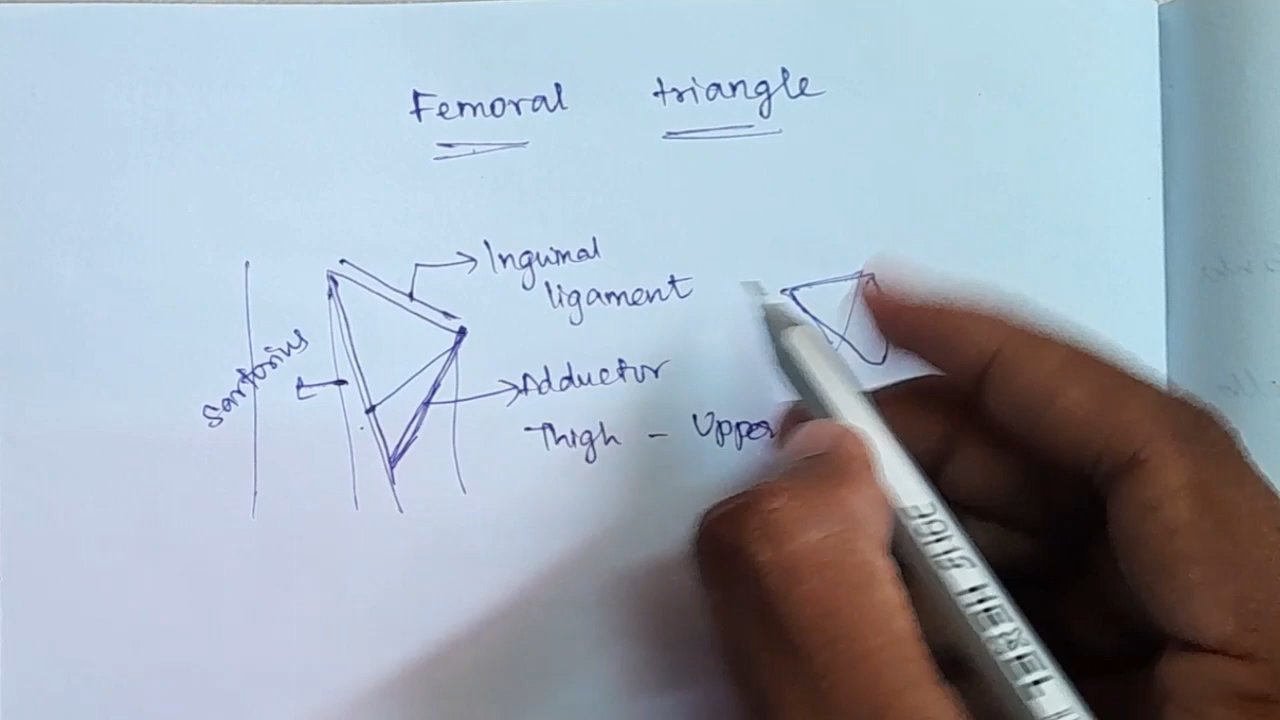 Femoral triangle
Inguinal
ligament
Sartorius
Adductor
Thigh - Upper